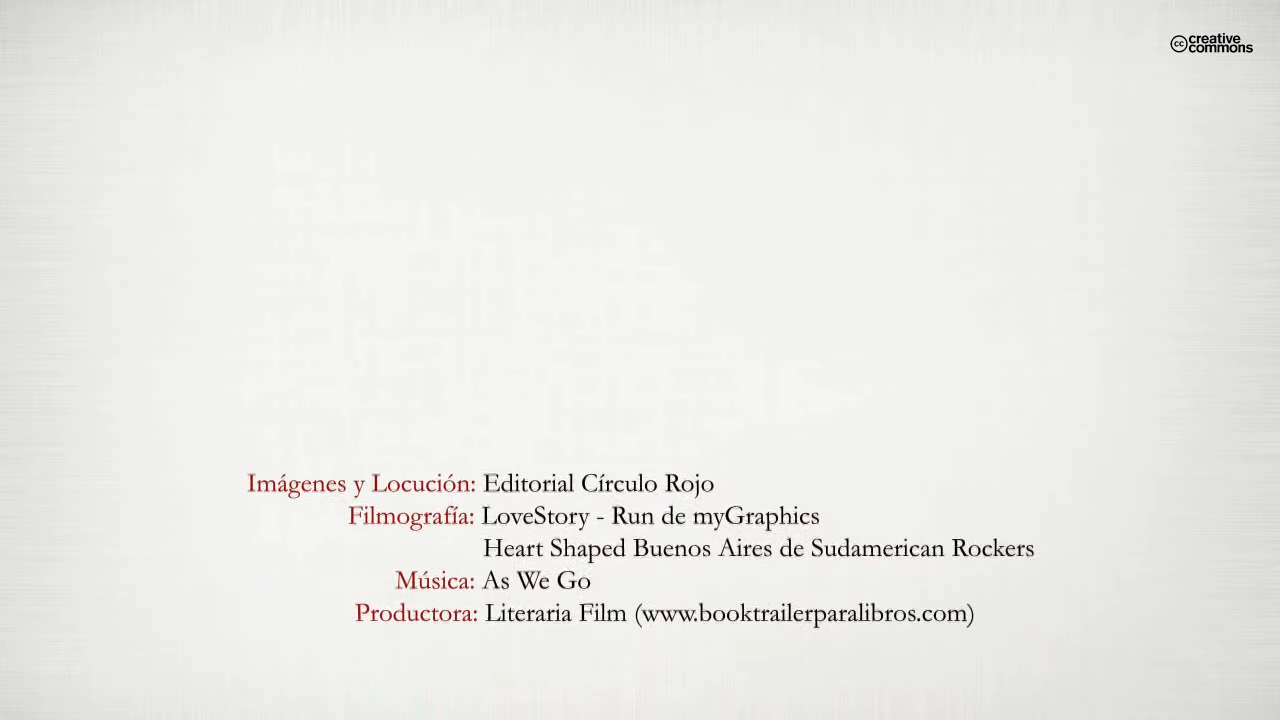 cc creative
commons
Imágenes y Locución: Editorial Círculo Rojo
Filmografía: LoveStory - Run de myGraphics
Heart Shaped Buenos Aires de Sudamerican Rockers
Música: As We Go
Productora: Literaria Film (www.booktrailerparalibros.com)